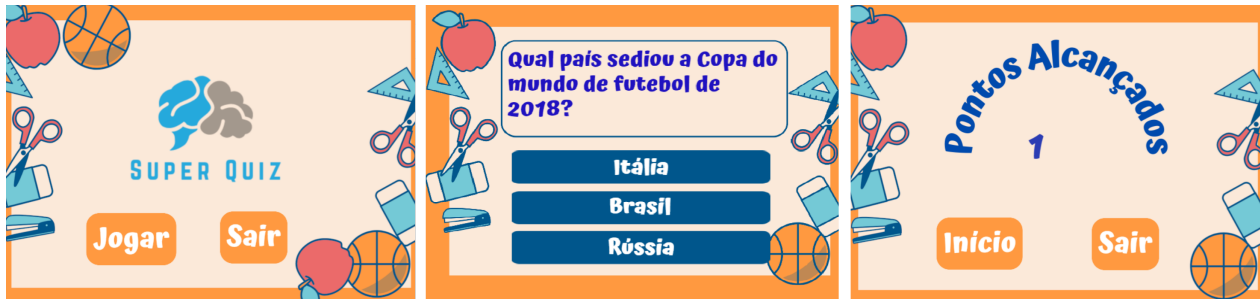 SUPER QUIZ
Jogar
Sair
Qual país sediou a Copa do
mundo de futebol de
2018?
Itália
Brasil
Rússia
Pontos Alcançados
1
Início
Sair